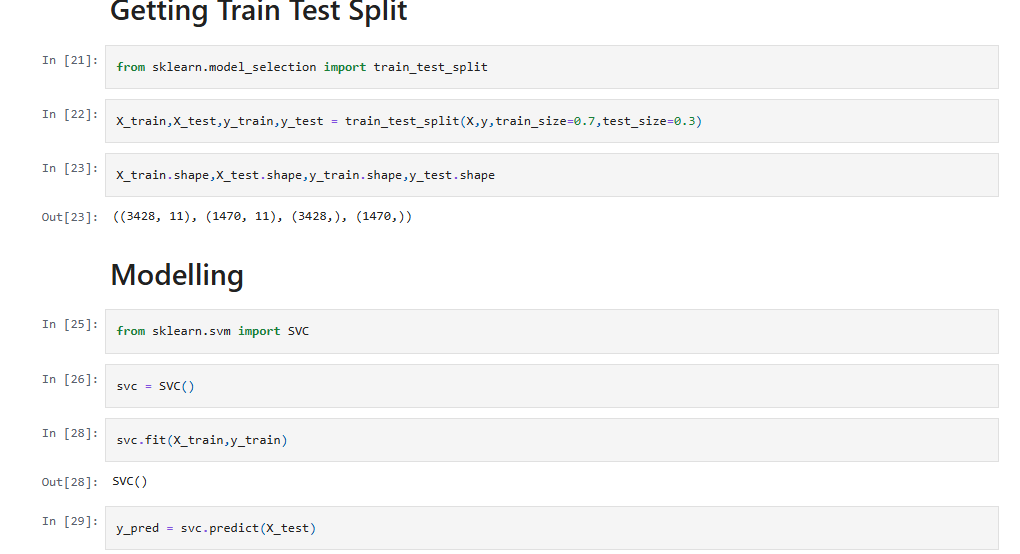 Getting Train Test Split
In [21]: from sklearn.model_selection import train_test_split
In [22]: X_train,X_test,y_train,y_test = train_test_split(X,y,train_size=0.7,test_size=0.3)
In [23]: X_train.shape,X_test.shape,y_train.shape,y_test.shape
Out[23]: ((3428, 11), (1470, 11), (3428,), (1470,))
Modelling
In [25]: from sklearn.svm import SVC
In [26]: svc = SVC()
In [28]: svc.fit(X_train,y_train)
Out[28]: SVC()
In [29]: y_pred = svc.predict(X_test)